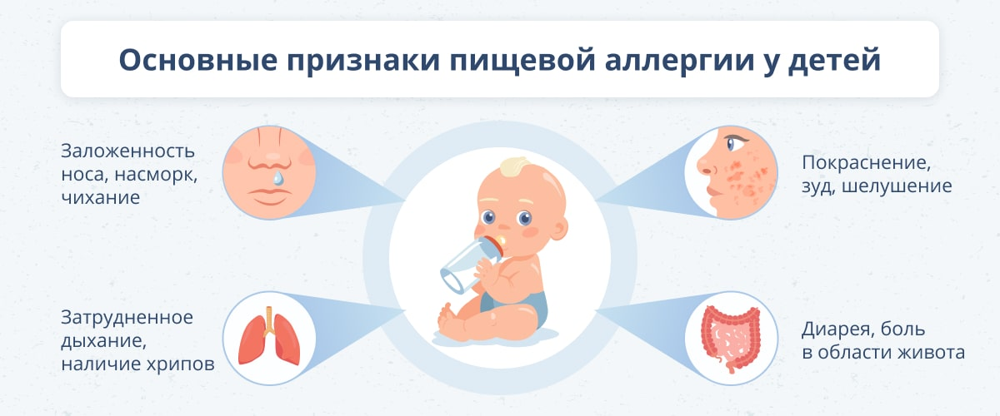 Основные признаки пищевой аллергии у детей
Заложенность
носа, насморк,
чихание
Покраснение,
зуд, шелушение
Затрудненное
дыхание,
наличие хрипов
Диарея, боль
в области живота